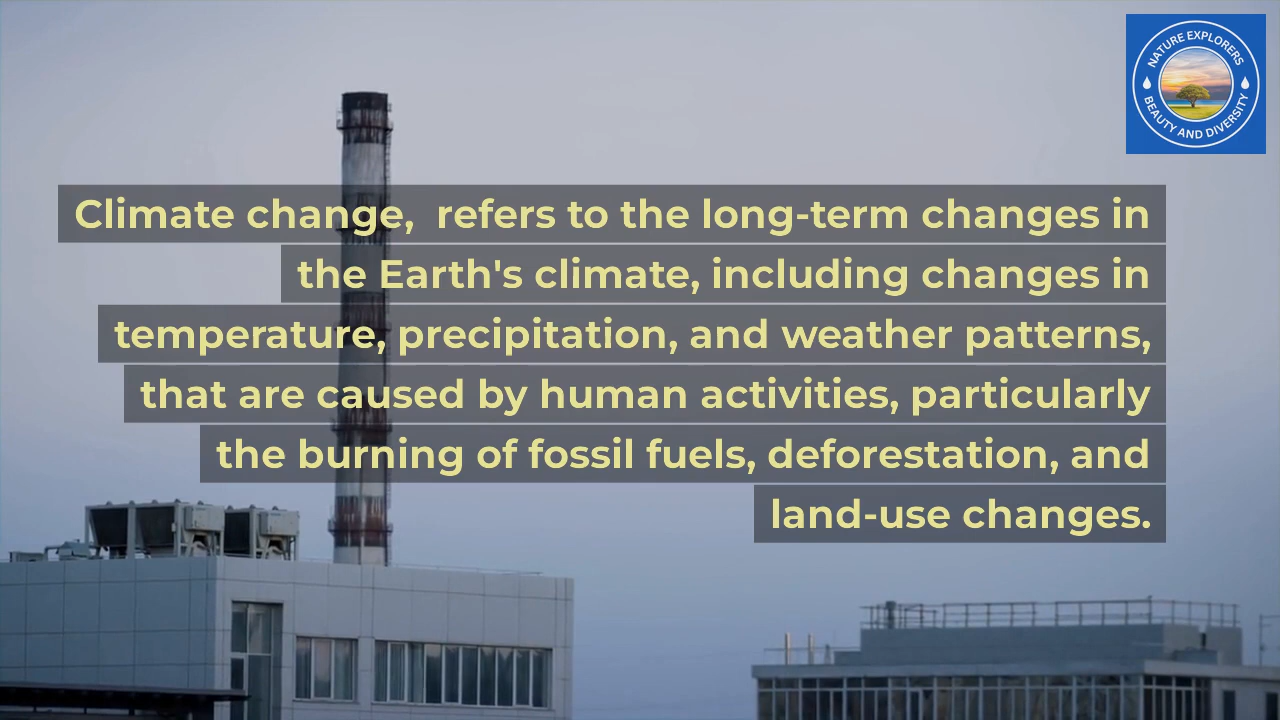 NATURE EXPLORERS
BEAUTY AND DIVERSITY
Climate change,  refers to the long-term changes in
the Earth's climate, including changes in
temperature, precipitation, and weather patterns,
that are caused by human activities, particularly
the burning of fossil fuels, deforestation, and
land-use changes.